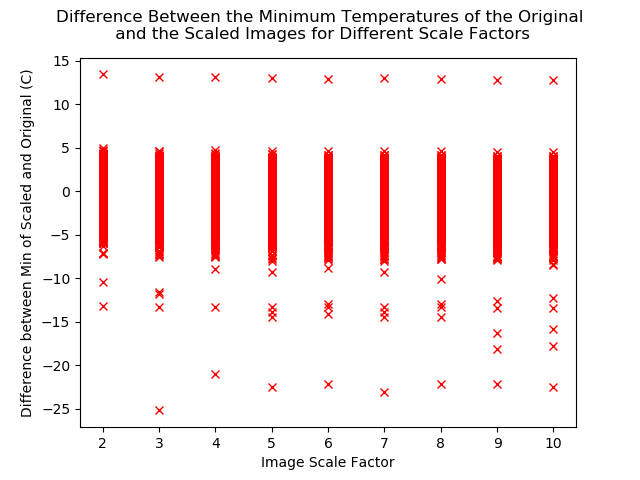 Difference Between the Minimum Temperatures of the Original
and the Scaled Images for Different Scale Factors
Difference between Min of Scaled and Original (C)
15
10
5
0
−5
−10
−15
−20
−25
2 3 4 5 6 7 8 9 10
Image Scale Factor